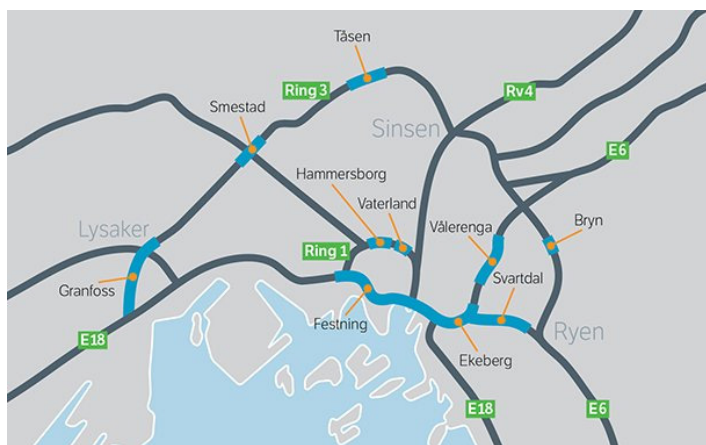 Tåsen
Ring 3
Rv4
Smestad
Sinsen
E6
Hammersborg
Vaterland
Lysaker
Vålerenga
Bryn
Ring 1
Svartdal
Granfoss
Festning
Ryen
E18
Ekeberg
E18
E6